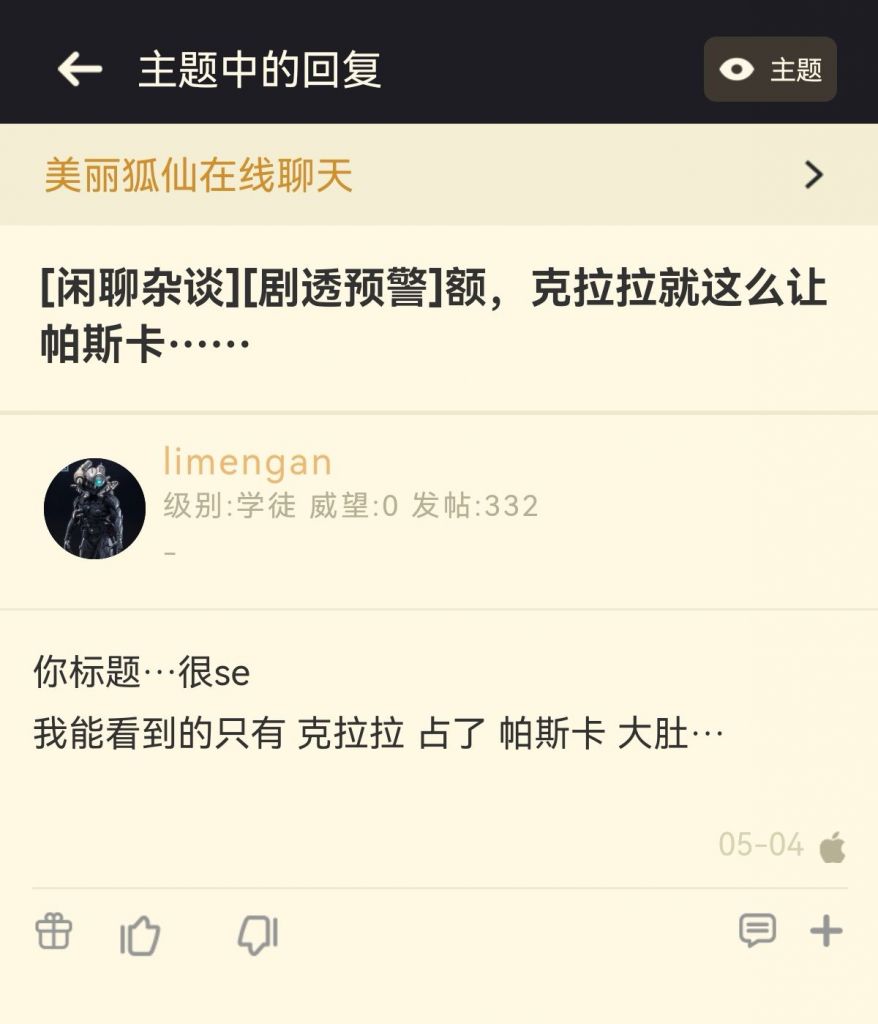 主题中的回复
主题
美丽狐仙在线聊天
[闲聊杂谈][剧透预警]额，克拉拉就这么让
帕斯卡……
limengan
级别:学徒 威望:0 发帖:332
-
你标题…很se
我能看到的只有 克拉拉 占了 帕斯卡 大肚…
05-04